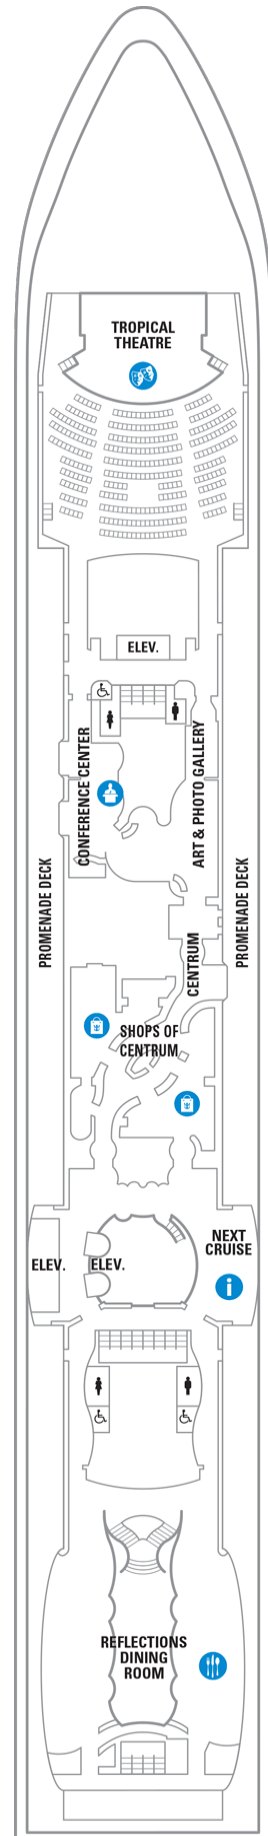 TROPICAL
THEATRE
ELEV.
CONFERENCE CENTER
ART & PHOTO GALLERY
PROMENADE DECK
PROMENADE DECK
CENTRUM
SHOPS OF
CENTRUM
NEXT
CRUISE
ELEV.
ELEV.
i
REFLECTIONS
DINING
ROOM